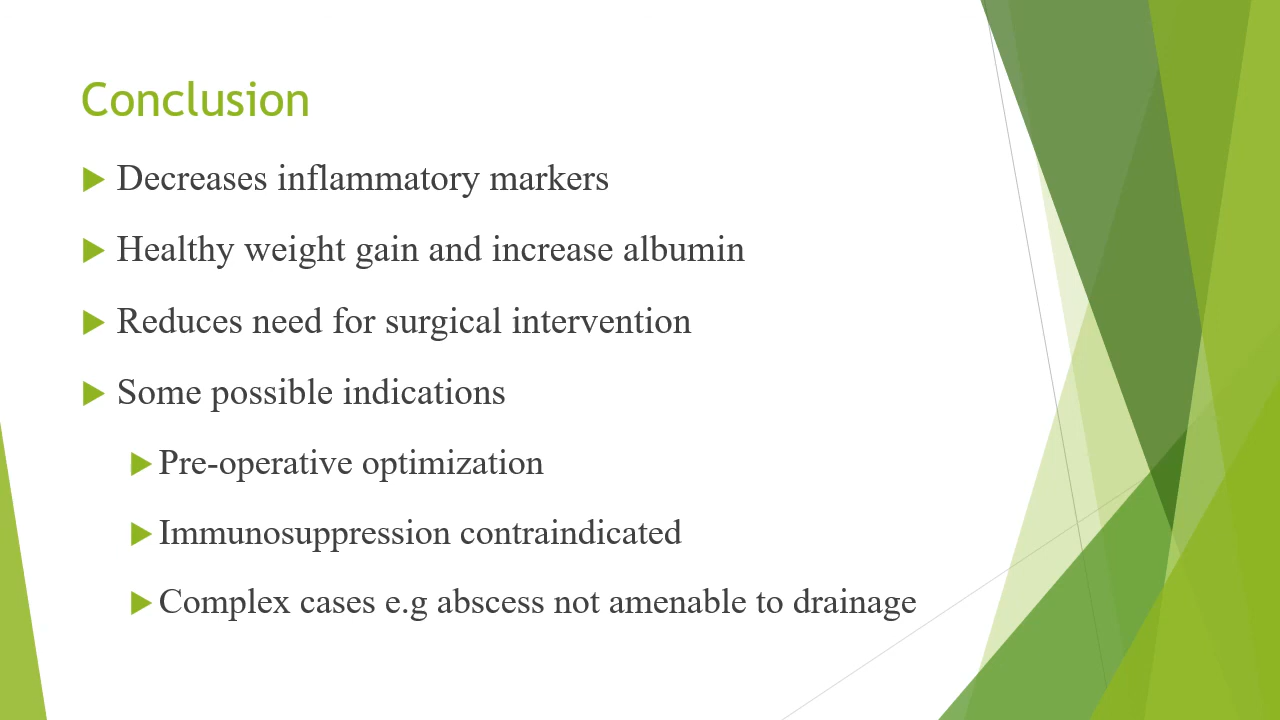 Conclusion
Decreases inflammatory markers
Healthy weight gain and increase albumin
Reduces need for surgical intervention
Some possible indications
Pre-operative optimization
Immunosuppression contraindicated
Complex cases e.g abscess not amenable to drainage